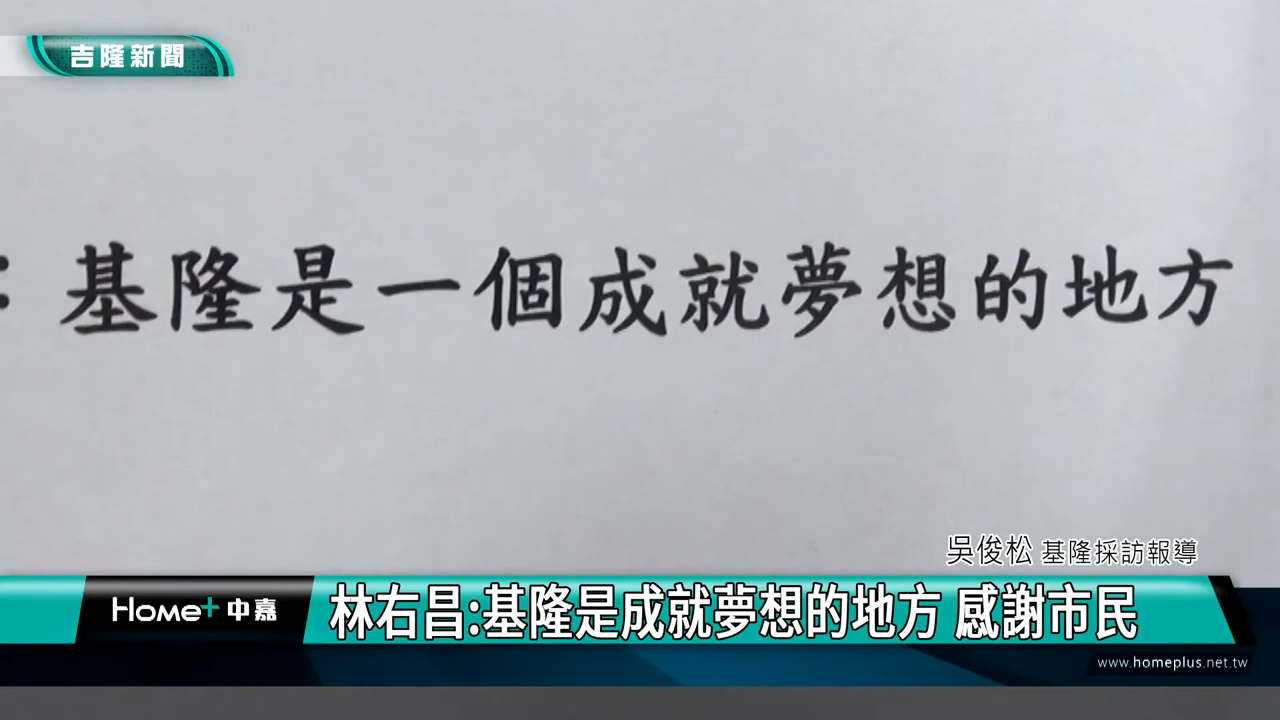 吉隆新聞
：基隆是一個成就夢想的地方
吳俊松 基隆採訪報導
Home+ 中嘉
林右昌:基隆是成就夢想的地方 感謝市民
www.homeplus.net.tw